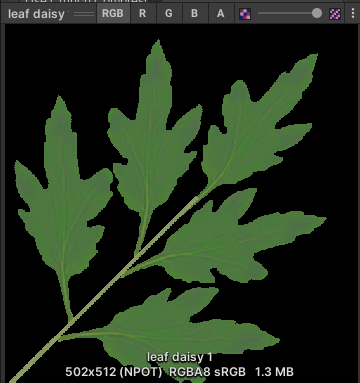 leaf daisy RGB R G B A
leaf daisy 1
502x512 (NPOT) RGBA8 sRGB 1.3 MB